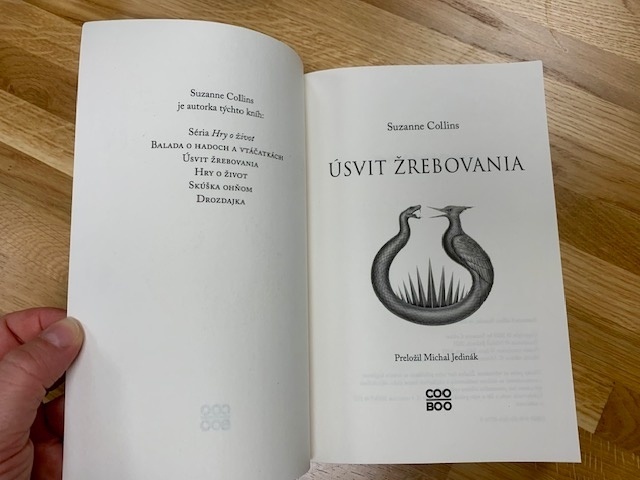 Suzanne Collins
je autorka týchto kníh:
Séria Hry o život
Balada o hadoch a vtáčatkách
Úsvit žrebovania
Hry o život
Skúška ohňom
Drozdajka
Suzanne Collins
ÚSVIT ŽREBOVANIA
Preložil Michal Jedinák
COO
BOO